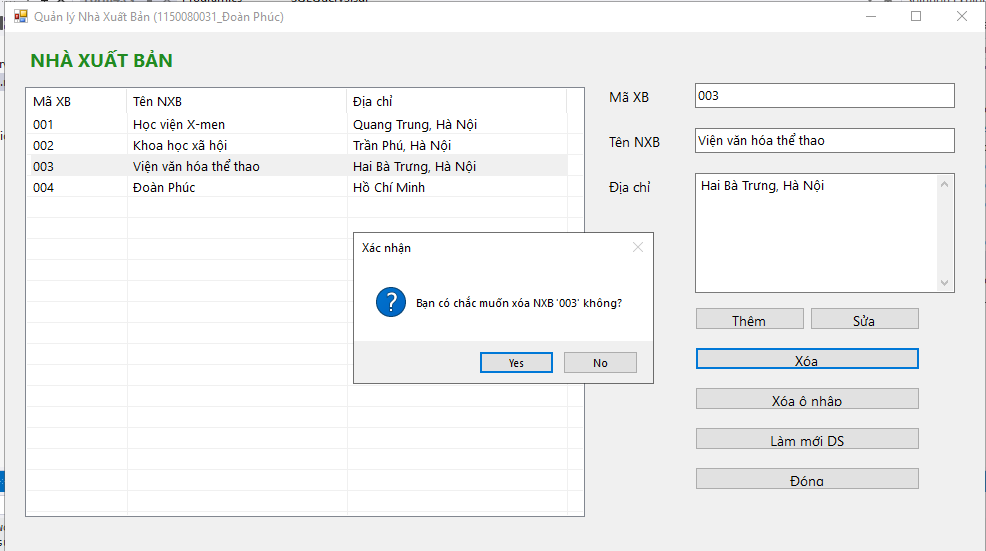 Quản lý Nhà Xuất Bản (1150080031_Đoàn Phúc)
NHÀ XUẤT BẢN
Mã XB Tên NXB Địa chỉ
001 Học viện X-men Quang Trung, Hà Nội
002 Khoa học xã hội Trần Phú, Hà Nội
003 Viện văn hóa thể thao Hai Bà Trưng, Hà Nội
004 Đoàn Phúc Hồ Chí Minh
Mã XB 003
Tên NXB Viện văn hóa thể thao
Địa chỉ Hai Bà Trưng, Hà Nội
Xác nhận
Bạn có chắc muốn xóa NXB '003' không?
Yes No
Thêm Sửa
Xóa
Xóa ô nhập
Làm mới DS
Đóng